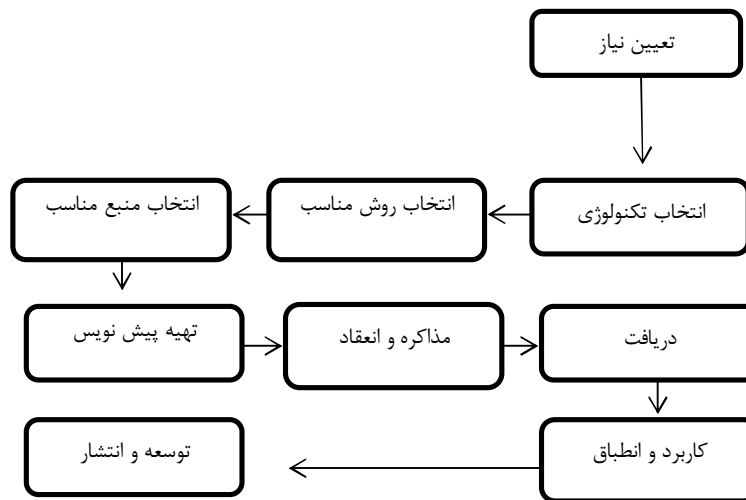 تعیین نیاز
انتخاب تکنولوژی
انتخاب روش مناسب
انتخاب منبع مناسب
تهیه پیش نویس
مذاکره و انعقاد
دریافت
کاربرد و انطباق
توسعه و انتشار